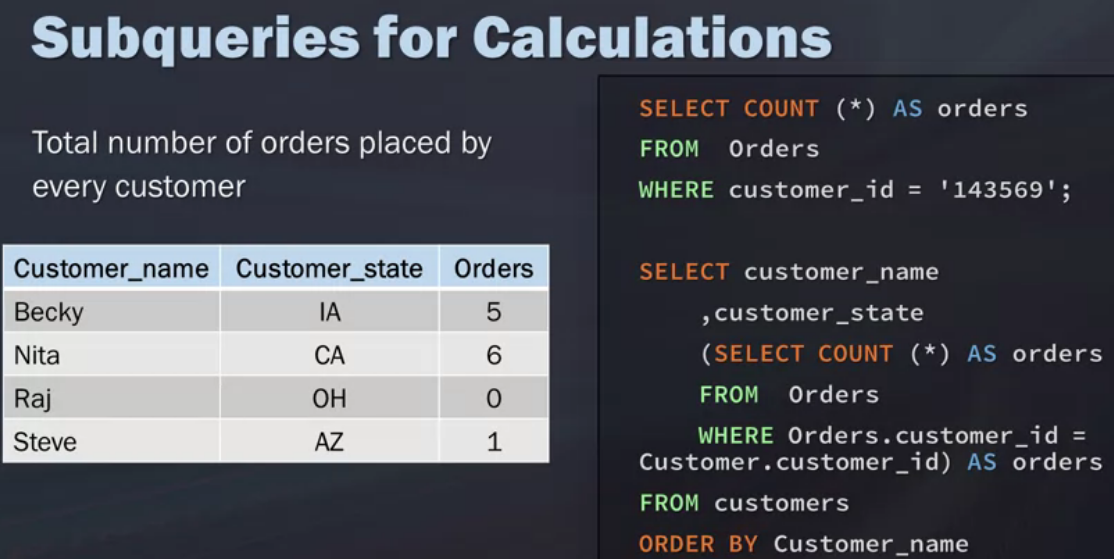 Subqueries for Calculations
Total number of orders placed by
every customer
Customer_name Customer_state Orders
Becky IA 5
Nita CA 6
Raj OH 0
Steve AZ 1
SELECT COUNT (*) AS orders
FROM Orders
WHERE customer_id = '143569';
SELECT customer_name
,customer_state
(SELECT COUNT (*) AS orders
FROM Orders
WHERE Orders.customer_id =
Customer.customer_id) AS orders
FROM customers
ORDER BY Customer_name